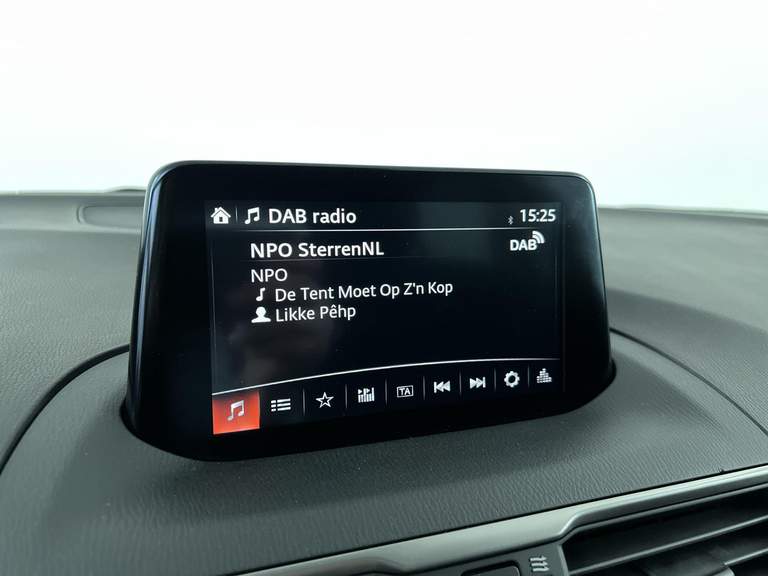 DAB radio 15:25
NPO SterrenNL DAB
NPO
De Tent Moet Op Z'n Kop
Likke Pêhp
TA